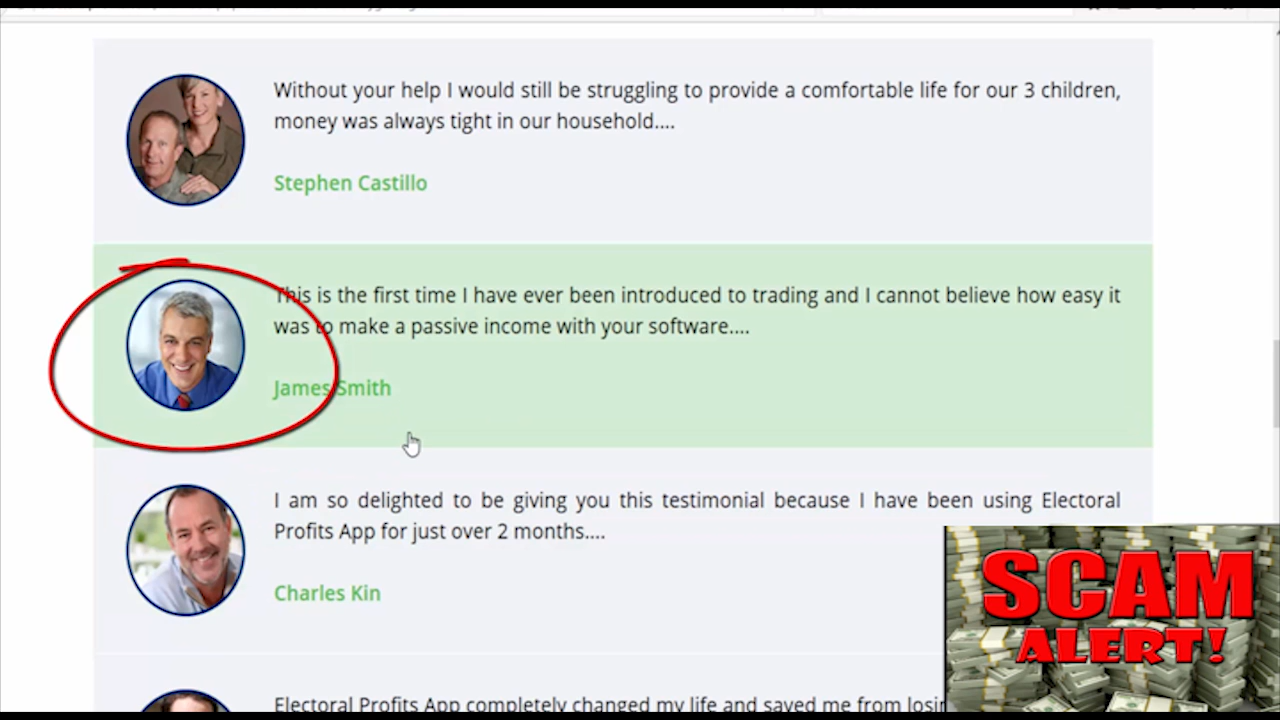 Without your help I would still be struggling to provide a comfortable life for our 3 children,
money was always tight in our household....
Stephen Castillo
This is the first time I have ever been introduced to trading and I cannot believe how easy it
was to make a passive income with your software....
James Smith
I am so delighted to be giving you this testimonial because I have been using Electoral
Profits App for just over 2 months....
Charles Kin
SCAM
ALERT!
Electoral Profits App completely changed my life and saved me from losin